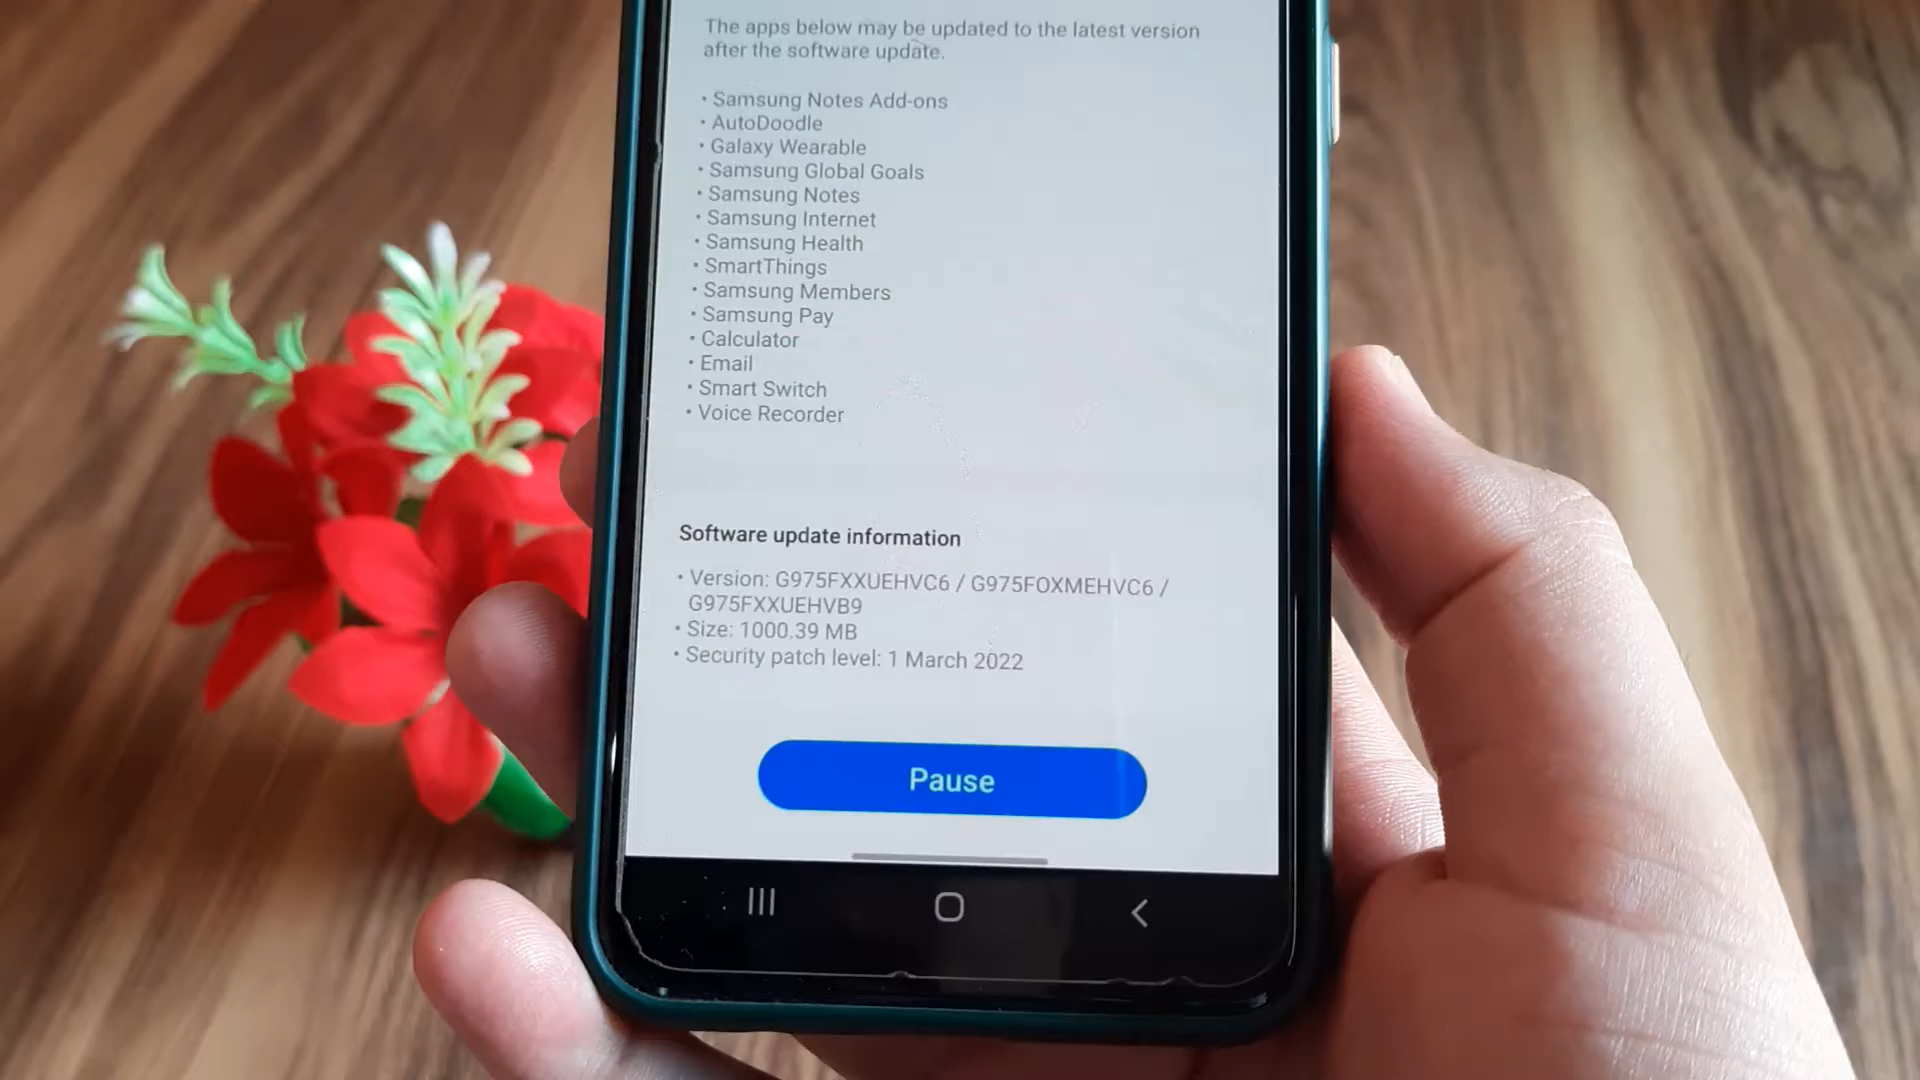 The apps below may be updated to the latest version
after the software update.
• Samsung Notes Add-ons
• AutoDoodle
• Galaxy Wearable
• Samsung Global Goals
• Samsung Notes
• Samsung Internet
• Samsung Health
• SmartThings
• Samsung Members
• Samsung Pay
• Calculator
• Email
• Smart Switch
• Voice Recorder
Software update information
• Version: G975FXXUEHVC6 / G975FOXMEHVC6 /
G975FXXUEHVB9
• Size: 1000.39 MB
• Security patch level: 1 March 2022
Pause